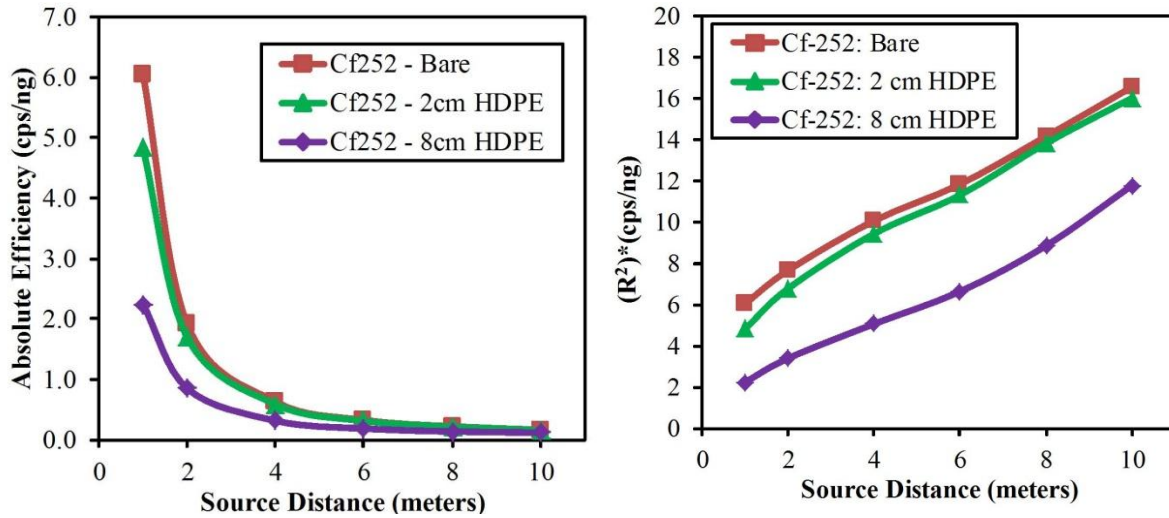 Absolute Efficiency (cps/ng)
7.0
6.0
5.0
4.0
3.0
2.0
1.0
0.0
Cf252 - Bare
Cf252 - 2cm HDPE
Cf252 - 8cm HDPE
0 2 4 6 8 10
Source Distance (meters)
(R²)*(cps/ng)
20
18
16
14
12
10
8
6
4
2
0
Cf-252: Bare
Cf-252: 2 cm HDPE
Cf-252: 8 cm HDPE
0 2 4 6 8 10
Source Distance (meters)